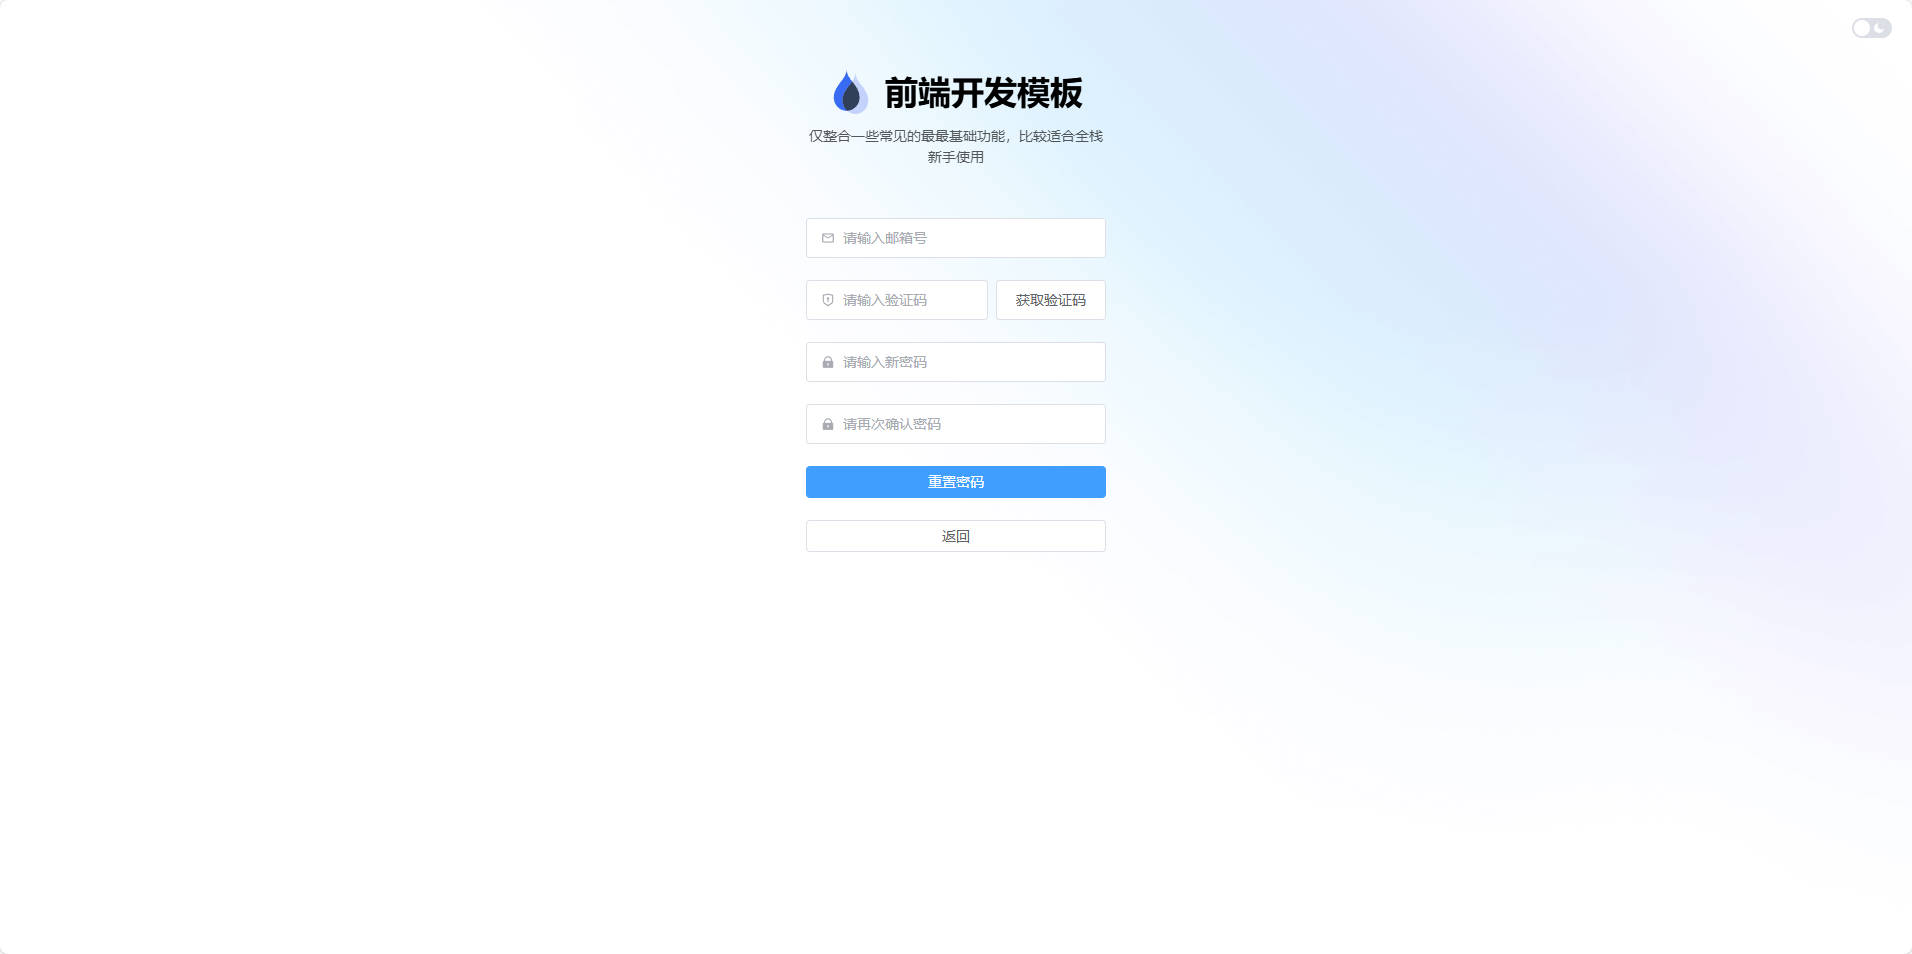 前端开发模板
仅整合一些常见的最最基础功能，比较适合全栈
新手使用
请输入邮箱号
请输入验证码
获取验证码
请输入新密码
请再次确认密码
重置密码
返回